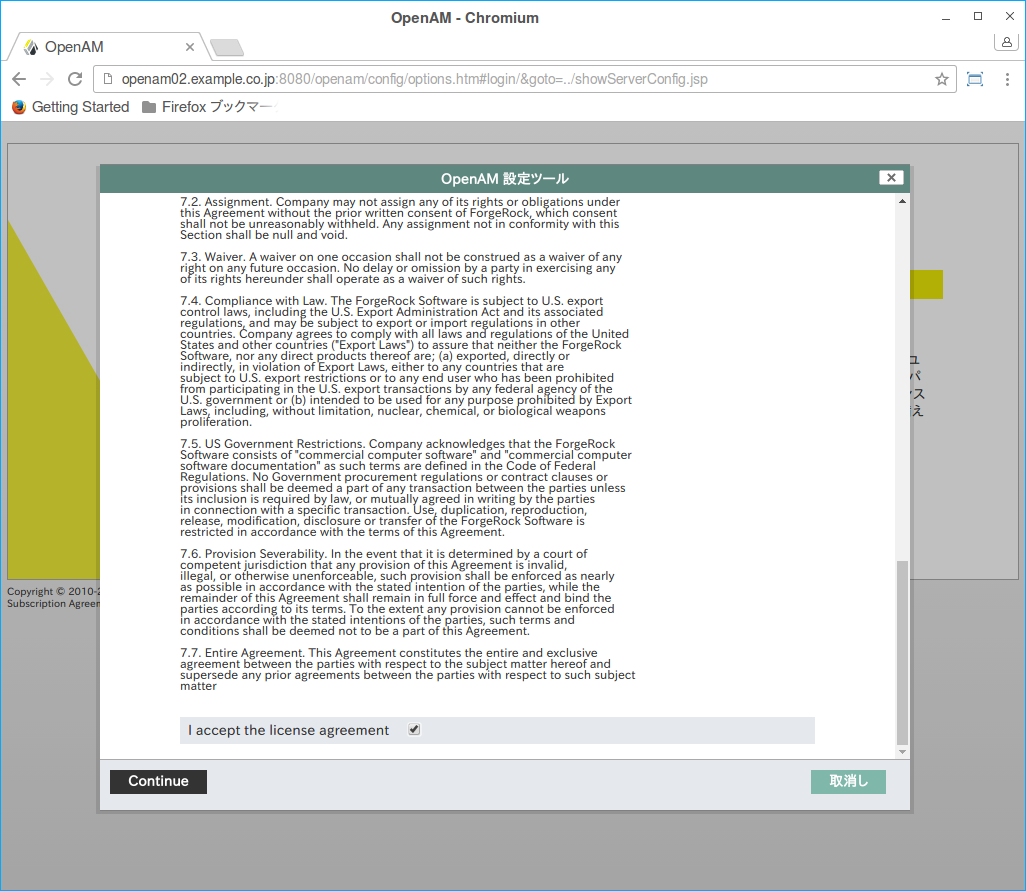 OpenAM - Chromium
OpenAM
openam02.example.co.jp:8080/openam/config/options.htm#login/&goto=../showServerConfig.jsp
Getting Started
Firefox ブックマー
OpenAM 設定ツール
7.2. Assignment. Company may not assign any of its rights or obligations under
this Agreement without the prior written consent of ForgeRock, which consent
shall not be unreasonably withheld. Any assignment not in conformity with this
Section shall be null and void.
7.3. Waiver. A waiver on one occasion shall not be construed as a waiver of any
right on any future occasion. No delay or omission by a party in exercising any
of its rights hereunder shall operate as a waiver of such rights.
7.4. Compliance with Law. The ForgeRock Software is subject to U.S. export
control laws, including the U.S. Export Administration Act and its associated
regulations, and may be subject to export or import regulations in other
countries. Company agrees to comply with all laws and regulations of the United
States and other countries ("Export Laws") to assure that neither the ForgeRock
Software, nor any direct products thereof are; (a) exported, directly or
indirectly, in violation of Export Laws, either to any countries that are
subject to U.S. export restrictions or to any end user who has been prohibited
from participating in the U.S. export transactions by any federal agency of the
U.S. government or (b) intended to be used for any purpose prohibited by Export
Laws, including, without limitation, nuclear, chemical, or biological weapons
proliferation.
7.5. US Government Restrictions. Company acknowledges that the ForgeRock
Software consists of "commercial computer software" and "commercial computer
software documentation" as such terms are defined in the Code of Federal
Regulations. No Government procurement regulations or contract clauses or
provisions shall be deemed a part of any transaction between the parties unless
its inclusion is required by law, or mutually agreed in writing by the parties
in connection with a specific transaction. Use, duplication, reproduction,
release, modification, disclosure or transfer of the ForgeRock Software is
restricted in accordance with the terms of this Agreement.
7.6. Provision Severability. In the event that it is determined by a court of
competent jurisdiction that any provision of this Agreement is invalid,
illegal, or otherwise unenforceable, such provision shall be enforced as nearly
as possible in accordance with the stated intention of the parties, while the
remainder of this Agreement shall remain in full force and effect and bind the
parties according to its terms. To the extent any provision cannot be enforced
in accordance with the stated intentions of the parties, such terms and
conditions shall be deemed not to be a part of this Agreement.
7.7. Entire Agreement. This Agreement constitutes the entire and exclusive
agreement between the parties with respect to the subject matter hereof and
supersede any prior agreements between the parties with respect to such subject
matter
I accept the license agreement
Continue
取消し
Copyright © 2010-
Subscription Agreem